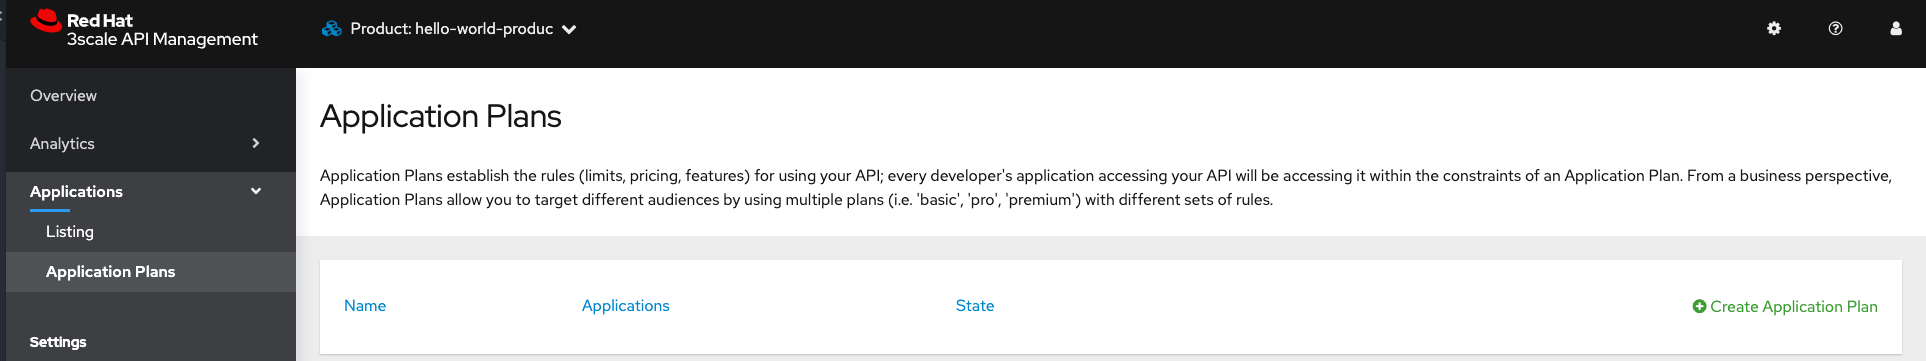 Red Hat
3scale API Management
Product: hello-world-produc
Overview
Analytics
Applications
Listing
Application Plans
Settings
Application Plans
Application Plans establish the rules (limits, pricing, features) for using your API; every developer's application accessing your API will be accessing it within the constraints of an Application Plan. From a business perspective,
Application Plans allow you to target different audiences by using multiple plans (i.e. 'basic', 'pro', 'premium') with different sets of rules.
Name Applications State Create Application Plan